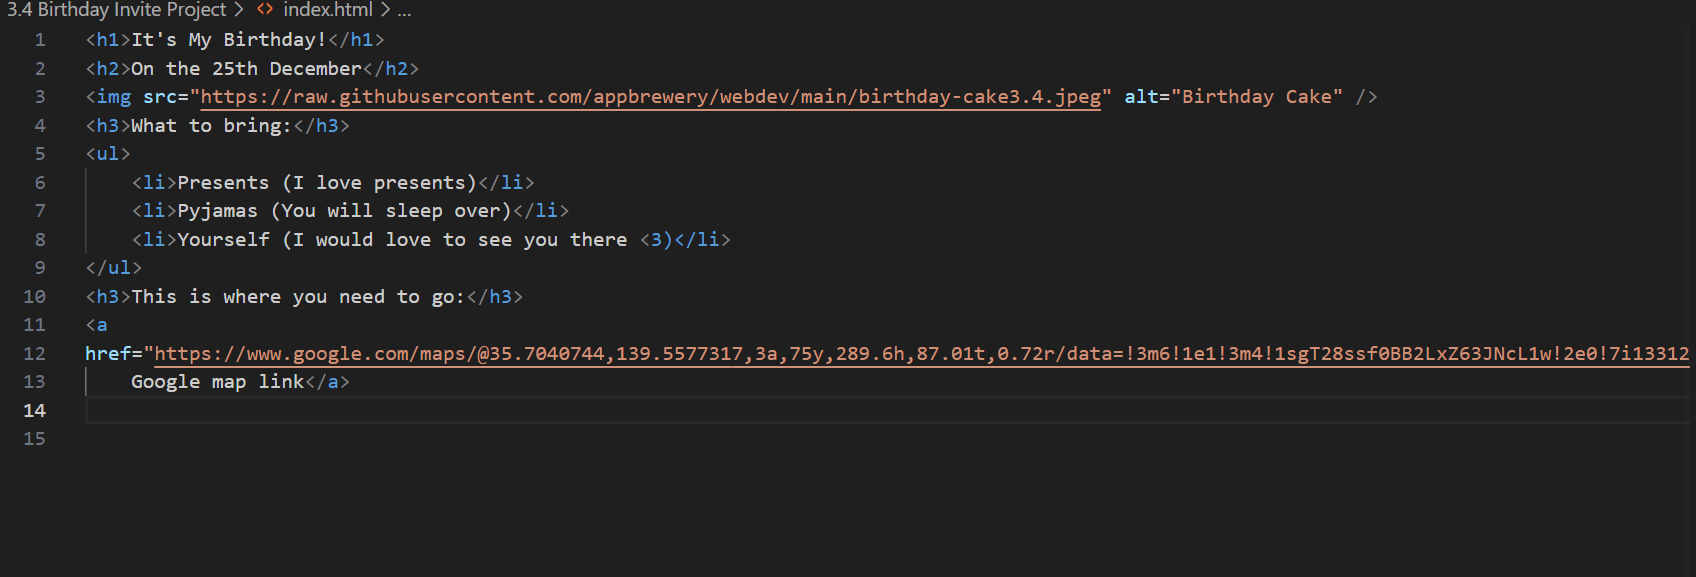 3.4 Birthday Invite Project > <> index.html > ...
1 <h1>It's My Birthday!</h1>
2 <h2>On the 25th December</h2>
3 <img src="https://raw.githubusercontent.com/appbrewery/webdev/main/birthday-cake3.4.jpeg" alt="Birthday Cake" />
4 <h3>What to bring:</h3>
5 <ul>
6     <li>Presents (I love presents)</li>
7     <li>Pyjamas (You will sleep over)</li>
8     <li>Yourself (I would love to see you there <3)</li>
9 </ul>
10 <h3>This is where you need to go:</h3>
11 <a
12 href="https://www.google.com/maps/@35.7040744,139.5577317,3a,75y,289.6h,87.01t,0.72r/data=!3m6!1e1!3m4!1sgT28ssf0BB2LxZ63JNcL1w!2e0!7i13312
13     Google map link</a>
14
15